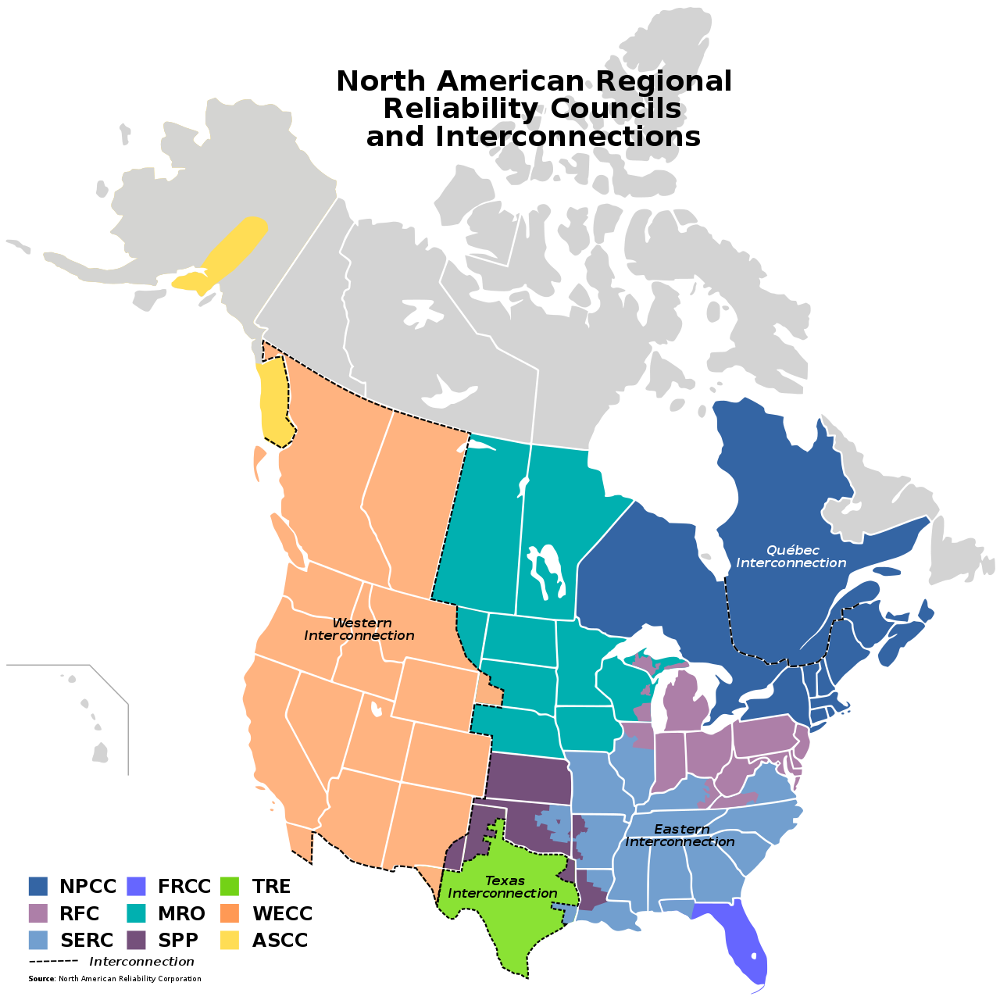 North American Regional
Reliability Councils
and Interconnections
Québec
Interconnection
Western
Interconnection
Eastern
Interconnection
Texas
Interconnection
NPCC FRCC TRE
RFC MRO WECC
SERC SPP ASCC
Interconnection
Source: North American Reliability Corporation